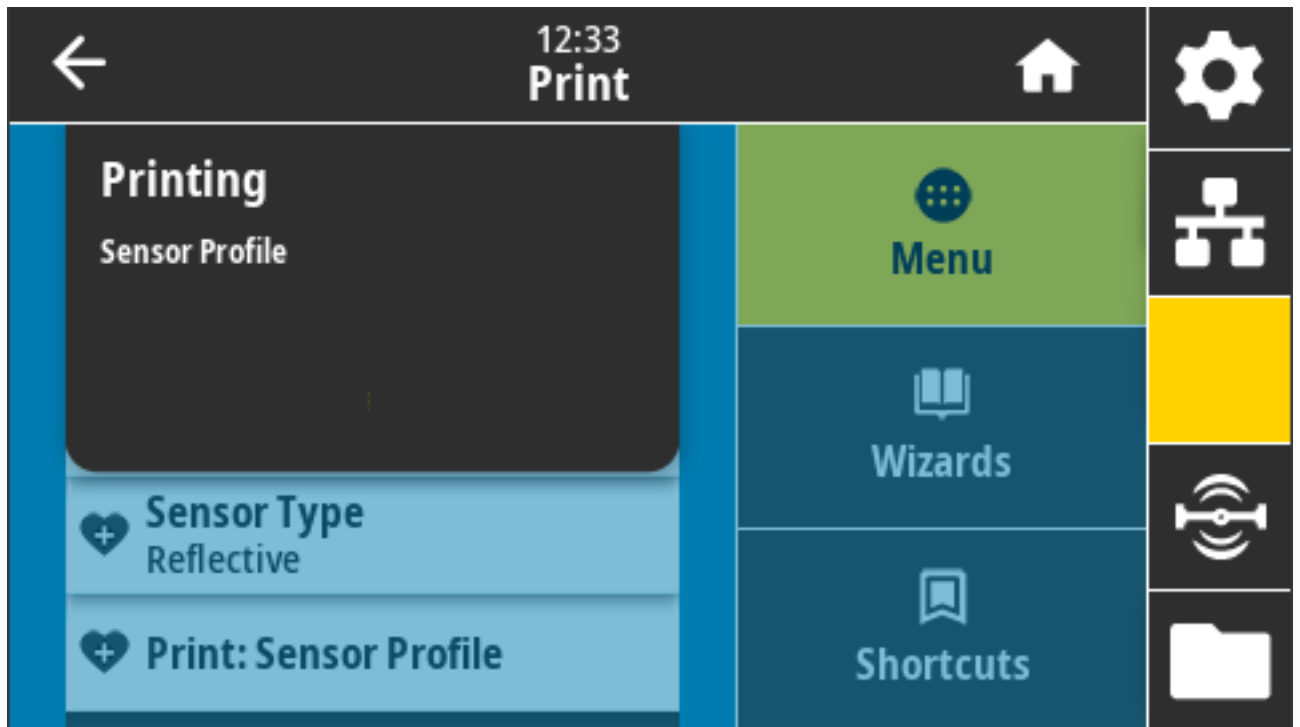 12:33
Print
Printing
Sensor Profile
Sensor Type
Reflective
Print: Sensor Profile
Menu
Wizards
Shortcuts